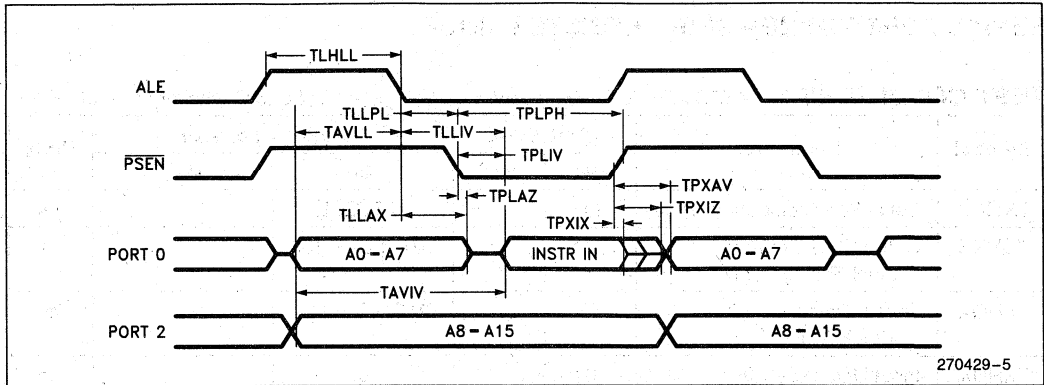 TLHLL
ALE
TLLPL
TPLPH
TAVLL
TLLIV
PSEN
TPLIV
TPXAV
TPLAZ
TPXIZ
TLLAX
TPXIX
PORT 0
A0 – A7
INSTR IN
A0 – A7
TAVIV
PORT 2
A8 – A15
A8 – A15
270429–5